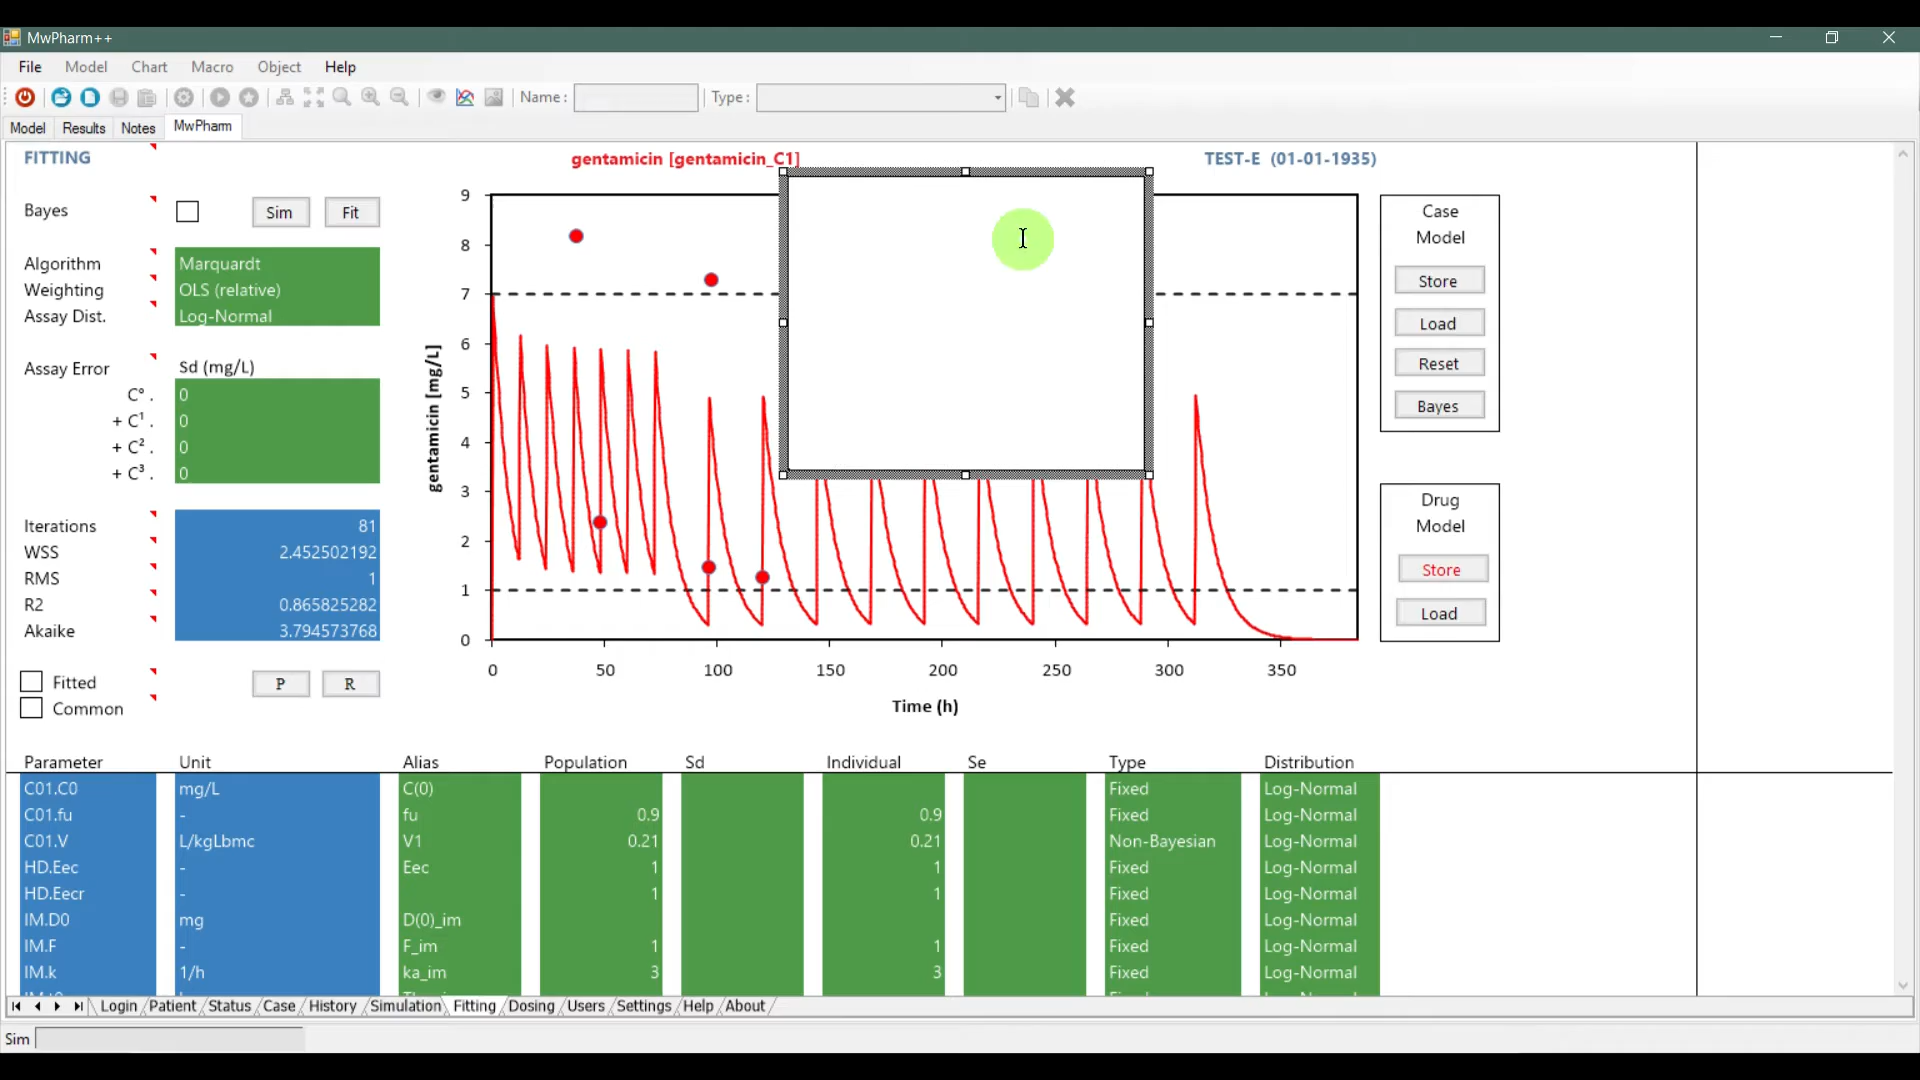 MwPharm++
File Model Chart Macro Object Help
Name : Type :
Model Results Notes MwPharm
FITTING gentamicin [gentamicin_C1] TEST-E (01-01-1935)
Bayes Sim Fit
Algorithm Marquardt
Weighting OLS (relative)
Assay Dist. Log-Normal
Assay Error Sd (mg/L)
C° . 0
+ C¹ . 0
+ C² . 0
+ C³ . 0
Iterations 81
WSS 2.452502192
RMS 1
R2 0.865825282
Akaike 3.794573768
Fitted P R
Common
gentamicin [mg/L]
9
8
7
6
5
4
3
2
1
0
0 50 100 150 200 250 300 350
Time (h)
Case
Model
Store
Load
Reset
Bayes
Drug
Model
Store
Load
Parameter Unit Alias Population Sd Individual Se Type Distribution
C01.C0 mg/L C(0) Fixed Log-Normal
C01.fu - fu 0.9 0.9 Fixed Log-Normal
C01.V L/kgLbmc V1 0.21 0.21 Non-Bayesian Log-Normal
HD.Eec - Eec 1 1 Fixed Log-Normal
HD.Eecr - 1 1 Fixed Log-Normal
IM.D0 mg D(0)_im Fixed Log-Normal
IM.F - F_im 1 1 Fixed Log-Normal
IM.k 1/h ka_im 3 3 Fixed Log-Normal
Login Patient Status Case History Simulation Fitting Dosing Users Settings Help About
Sim